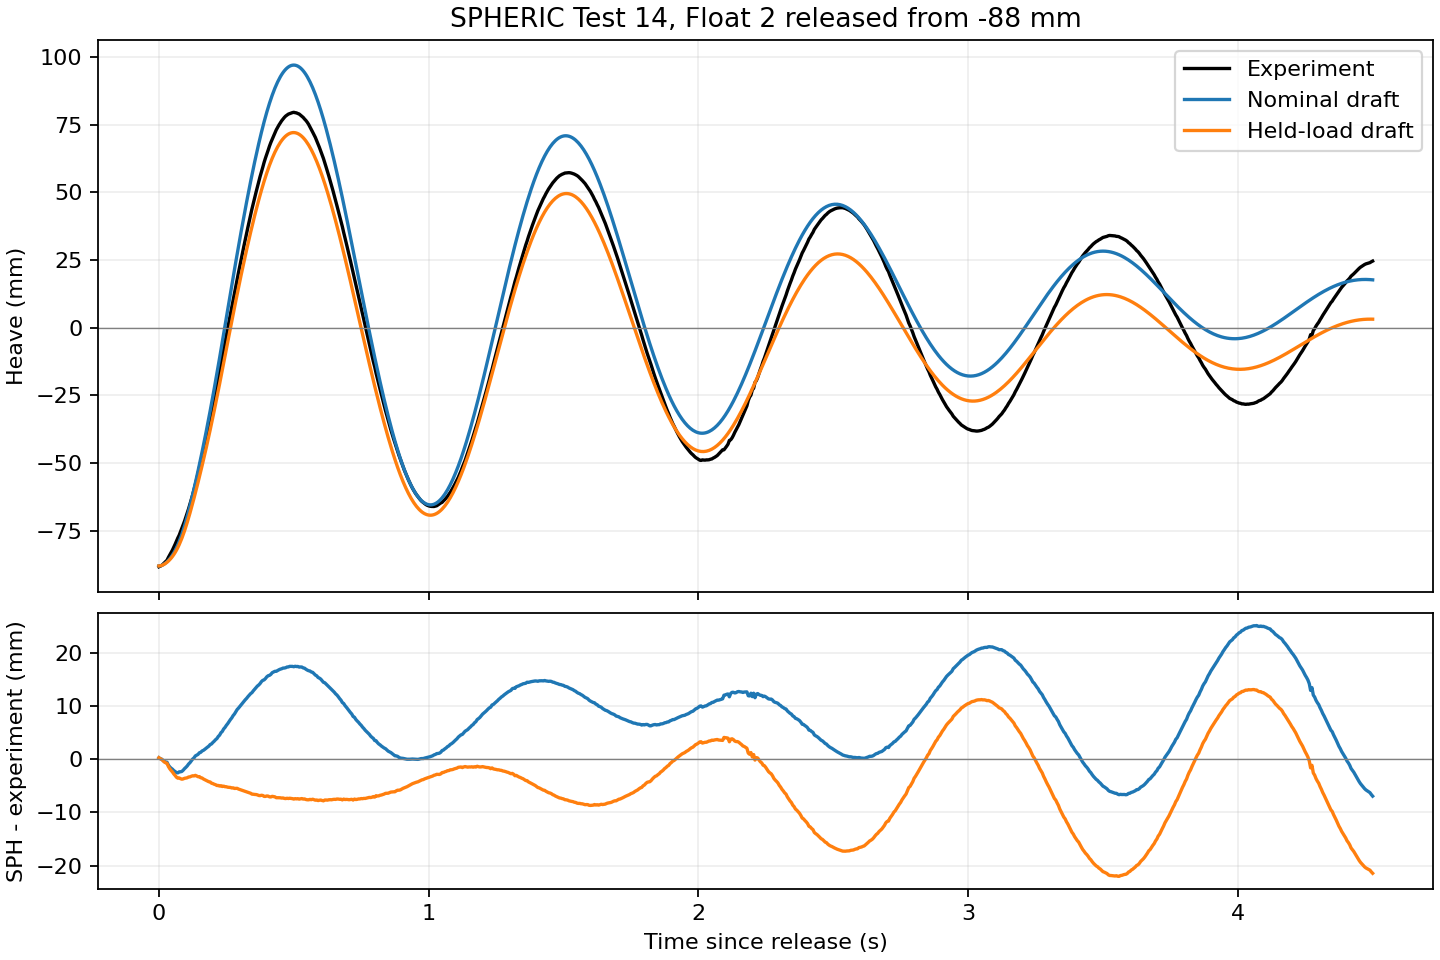 SPHERIC Test 14, Float 2 released from -88 mm
Experiment
Nominal draft
Held-load draft
Heave (mm)
100
75
50
25
0
−25
−50
−75
SPH - experiment (mm)
20
10
0
−10
−20
0 1 2 3 4
Time since release (s)